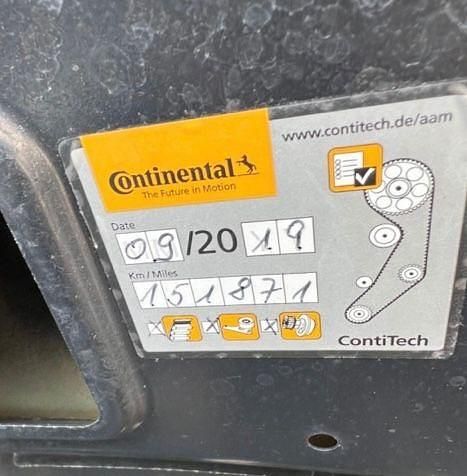 www.contitech.de/aam
Continental
The Future in Motion
Date
09/2019
Km/Miles
151871
ContiTech